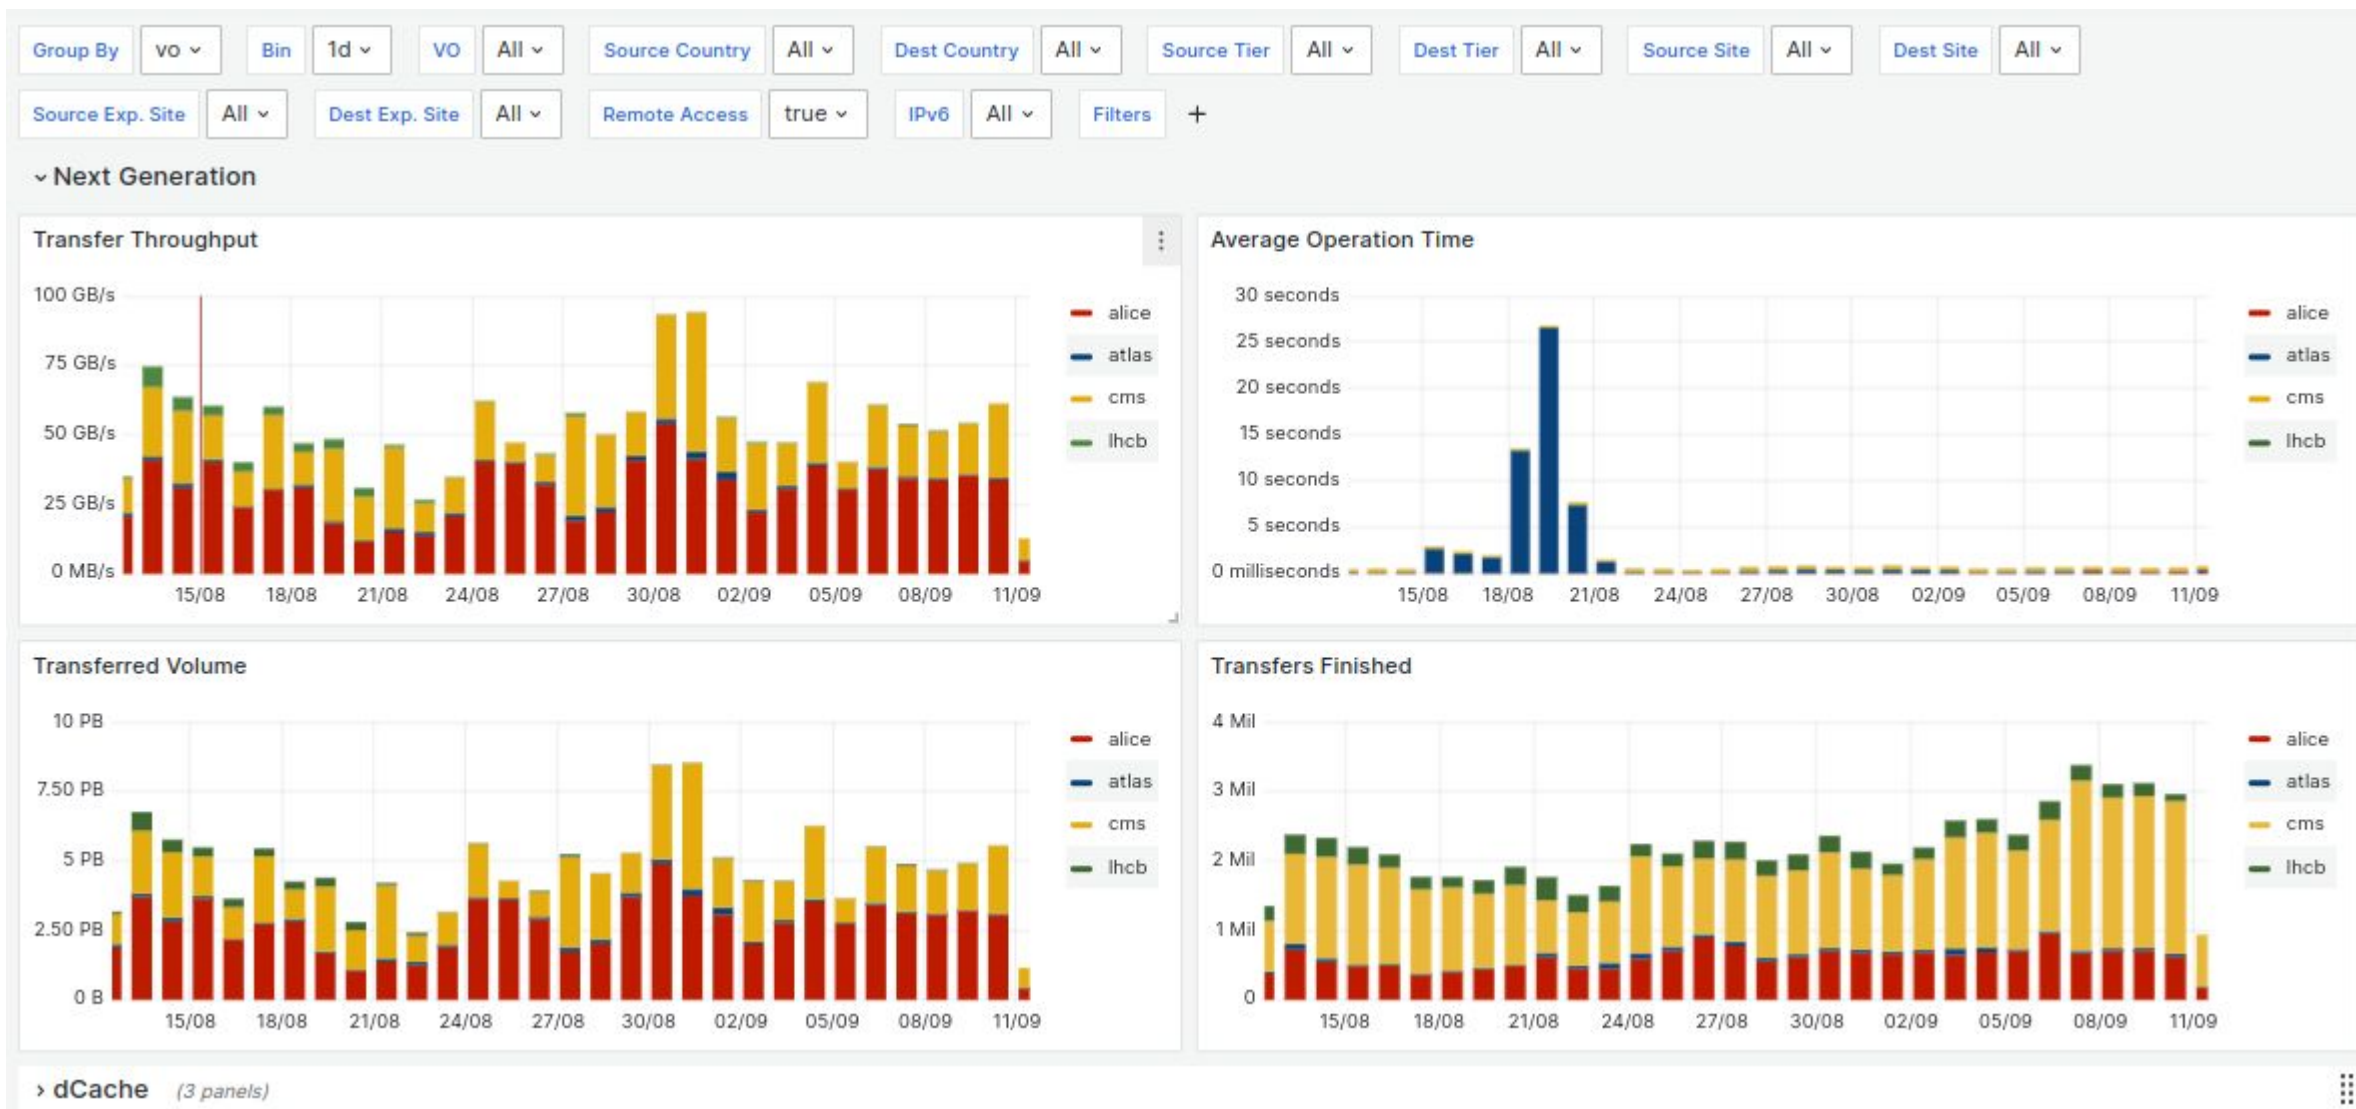 Group By vo Bin 1d VO All Source Country All Dest Country All Source Tier All Dest Tier All Source Site All Dest Site All
Source Exp. Site All Dest Exp. Site All Remote Access true IPv6 All Filters +
Next Generation
Transfer Throughput
100 GB/s
75 GB/s
50 GB/s
25 GB/s
0 MB/s
15/08 18/08 21/08 24/08 27/08 30/08 02/09 05/09 08/09 11/09
alice
atlas
cms
lhcb
Average Operation Time
30 seconds
25 seconds
20 seconds
15 seconds
10 seconds
5 seconds
0 milliseconds
15/08 18/08 21/08 24/08 27/08 30/08 02/09 05/09 08/09 11/09
alice
atlas
cms
lhcb
Transferred Volume
10 PB
7.50 PB
5 PB
2.50 PB
0 B
15/08 18/08 21/08 24/08 27/08 30/08 02/09 05/09 08/09 11/09
alice
atlas
cms
lhcb
Transfers Finished
4 Mil
3 Mil
2 Mil
1 Mil
0
15/08 18/08 21/08 24/08 27/08 30/08 02/09 05/09 08/09 11/09
alice
atlas
cms
lhcb
dCache (3 panels)